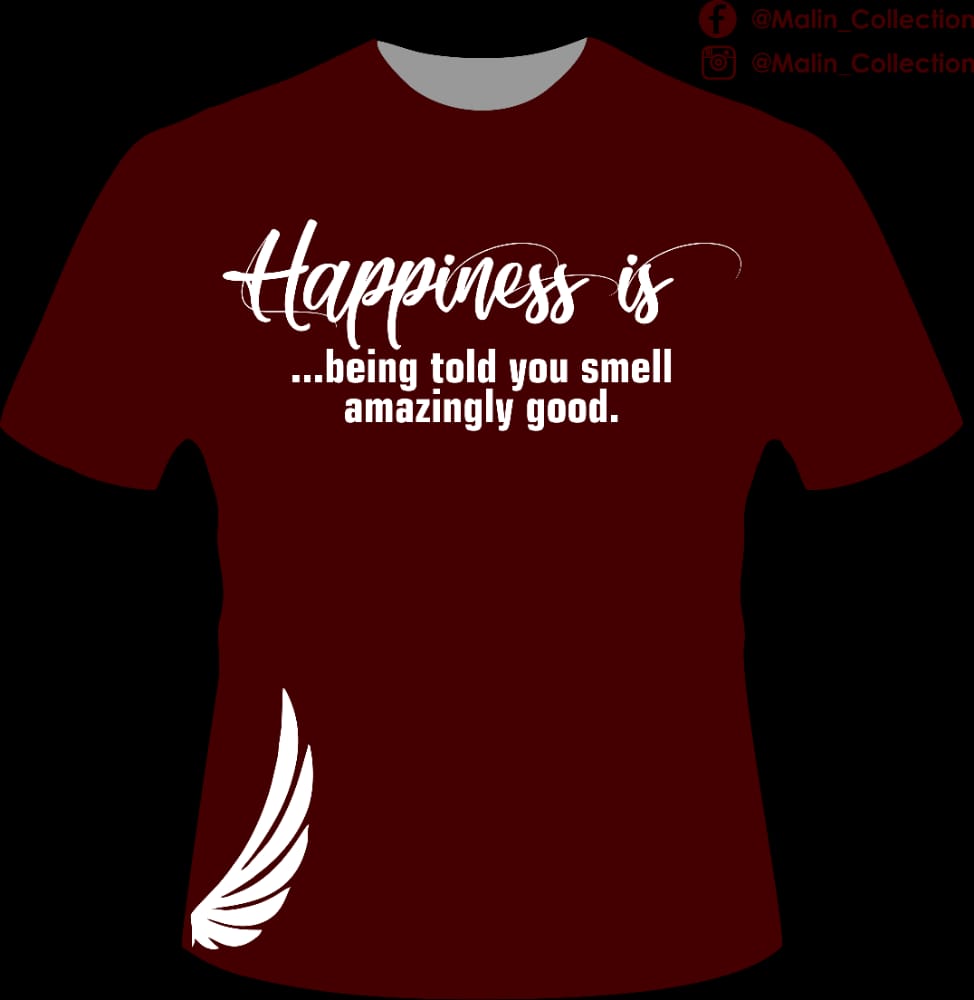 @Malin_Collection
@Malin_Collection
Happiness is
...being told you smell
amazingly good.